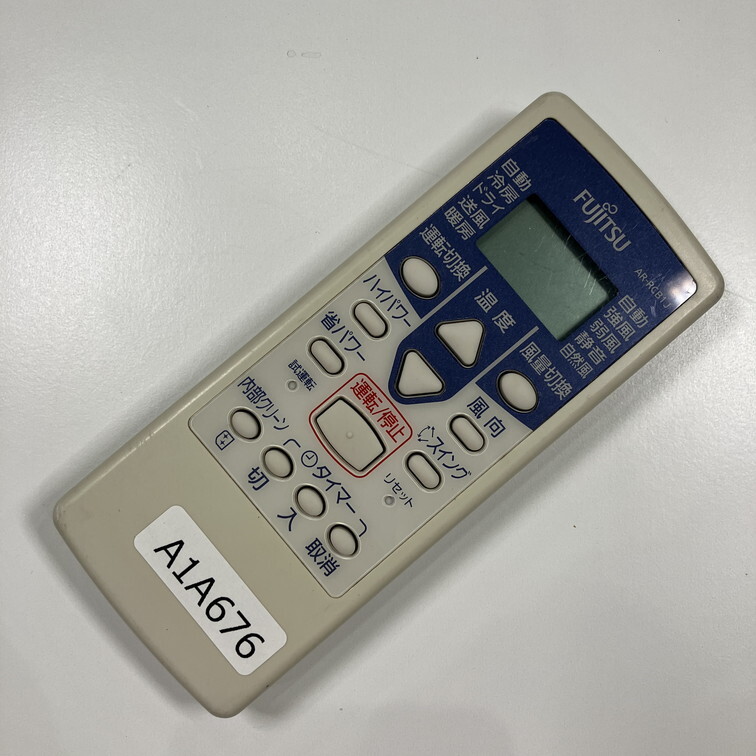 FUJITSU
AR-RCB1J
自動
冷房
ドライ
送風
暖房
運転切換
自動
強風
弱風
静音
自然風
風量切換
温度
ハイパワー
省パワー
試運転
運転/停止
風向
スイング
リセット
内部クリーン
タイマー
切
入
取消
A1A676